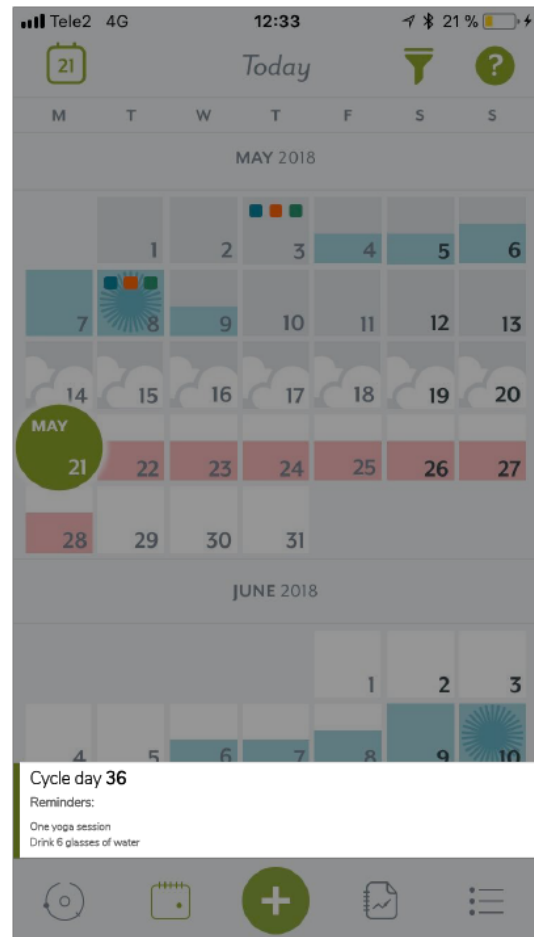 Tele2 4G 12:33 21 %
21 Today ?
M T W T F S S
MAY 2018
1 2 3 4 5 6
7 8 9 10 11 12 13
14 15 16 17 18 19 20
MAY
21 22 23 24 25 26 27
28 29 30 31
JUNE 2018
1 2 3
4 5 6 7 8 9 10
Cycle day 36
Reminders:
One yoga session
Drink 6 glasses of water